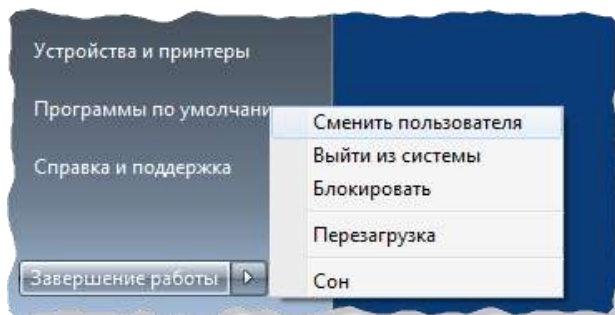 Устройства и принтеры
Программы по умолчани
Справка и поддержка
Завершение работы
Сменить пользователя
Выйти из системы
Блокировать
Перезагрузка
Сон